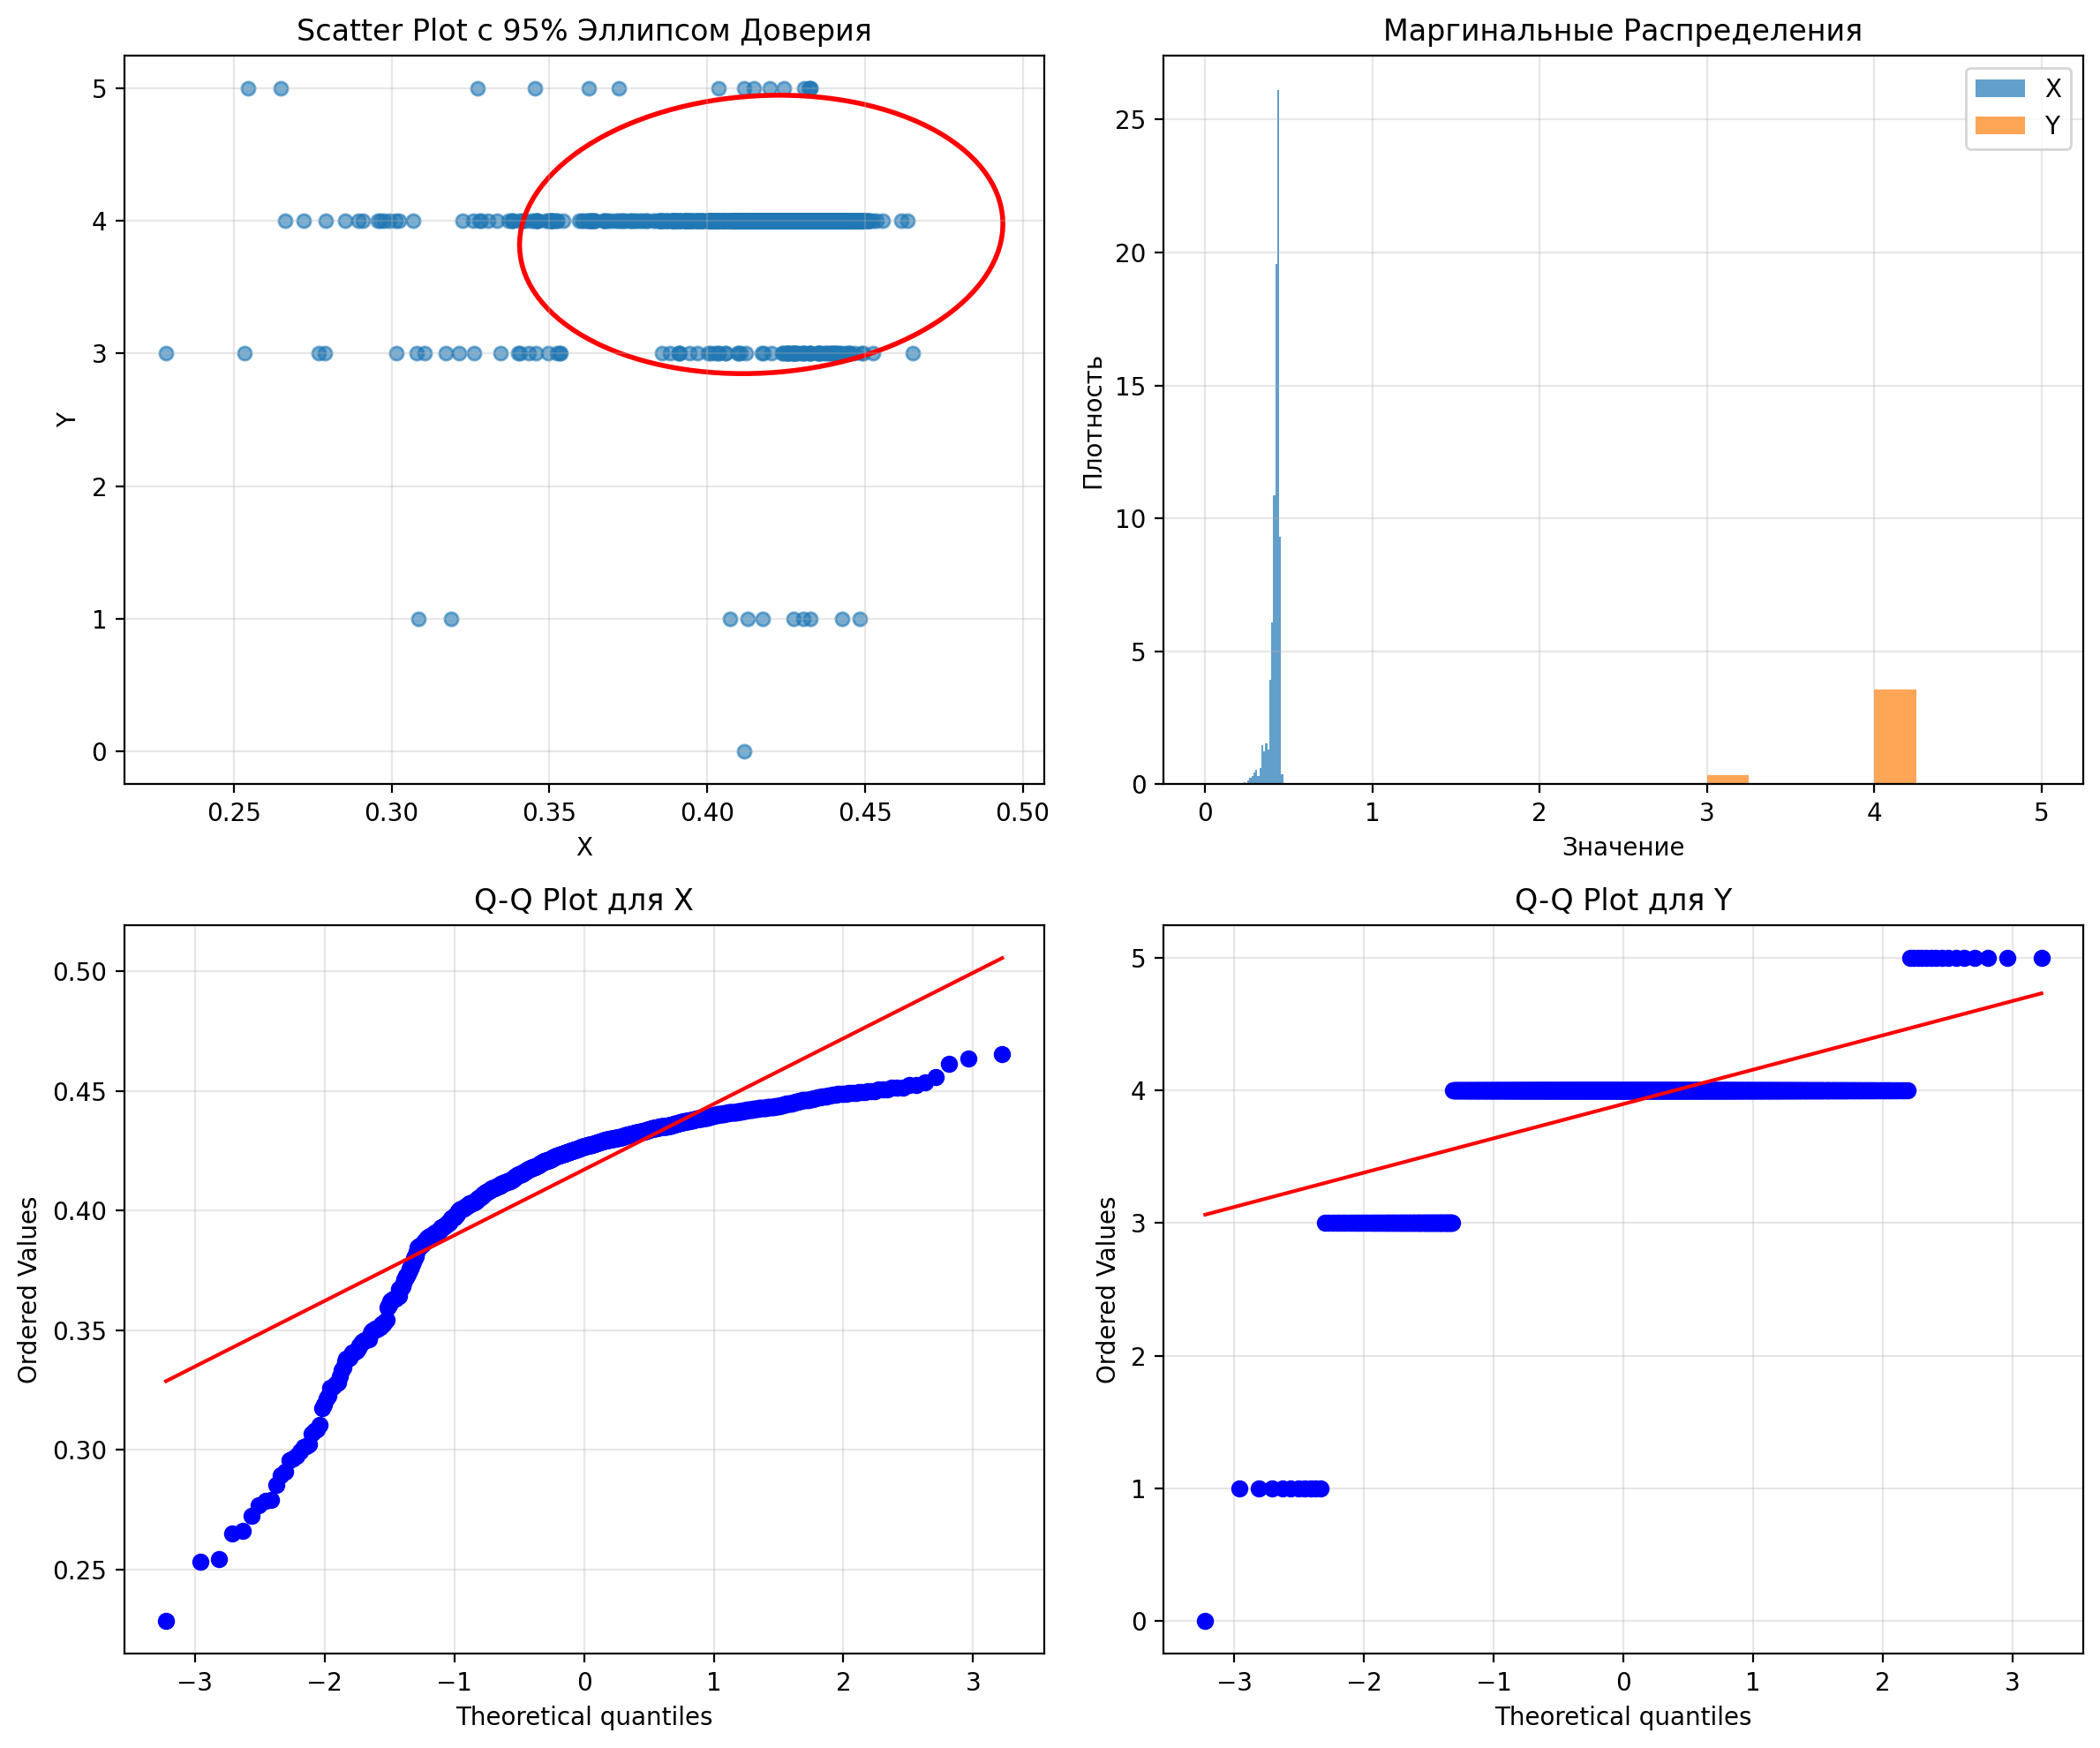 Scatter Plot с 95% Эллипсом Доверия
5
4
3
2
1
0
Y
0.25 0.30 0.35 0.40 0.45 0.50
X
Маргинальные Распределения
X
Y
25
20
15
10
5
0
Плотность
0 1 2 3 4 5
Значение
Q-Q Plot для X
0.50
0.45
0.40
0.35
0.30
0.25
Ordered Values
−3 −2 −1 0 1 2 3
Theoretical quantiles
Q-Q Plot для Y
5
4
3
2
1
0
Ordered Values
−3 −2 −1 0 1 2 3
Theoretical quantiles